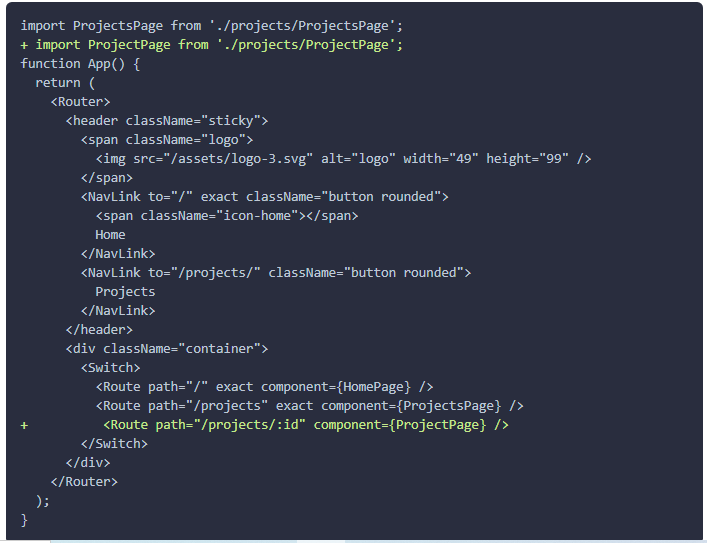 import ProjectsPage from './projects/ProjectsPage';
+ import ProjectPage from './projects/ProjectPage';
function App() {
  return (
    <Router>
      <header className="sticky">
        <span className="logo">
          <img src="/assets/logo-3.svg" alt="logo" width="49" height="99" />
        </span>
        <NavLink to="/" exact className="button rounded">
          <span className="icon-home"></span>
          Home
        </NavLink>
        <NavLink to="/projects/" className="button rounded">
          Projects
        </NavLink>
      </header>
      <div className="container">
        <Switch>
          <Route path="/" exact component={HomePage} />
          <Route path="/projects" exact component={ProjectsPage} />
+          <Route path="/projects/:id" component={ProjectPage} />
        </Switch>
      </div>
    </Router>
  );
}